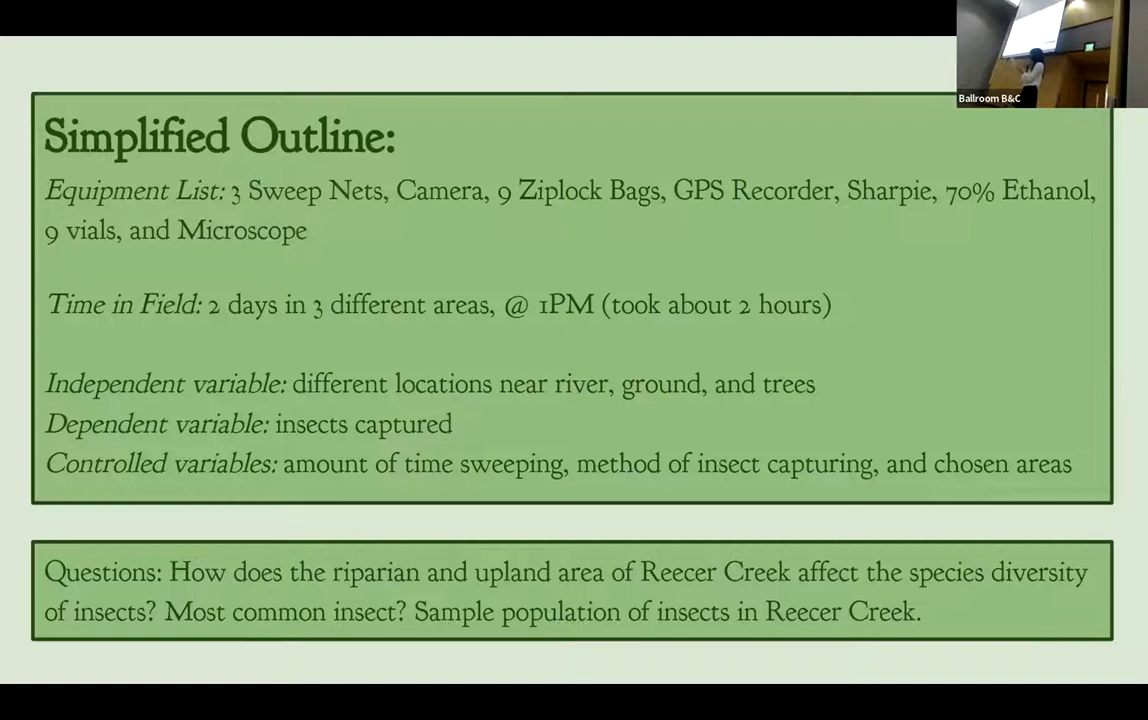 Ballroom B&C
Simplified Outline:
Equipment List: 3 Sweep Nets, Camera, 9 Ziplock Bags, GPS Recorder, Sharpie, 70% Ethanol,
9 vials, and Microscope
Time in Field: 2 days in 3 different areas, @ 1PM (took about 2 hours)
Independent variable: different locations near river, ground, and trees
Dependent variable: insects captured
Controlled variables: amount of time sweeping, method of insect capturing, and chosen areas
Questions: How does the riparian and upland area of Reecer Creek affect the species diversity
of insects? Most common insect? Sample population of insects in Reecer Creek.